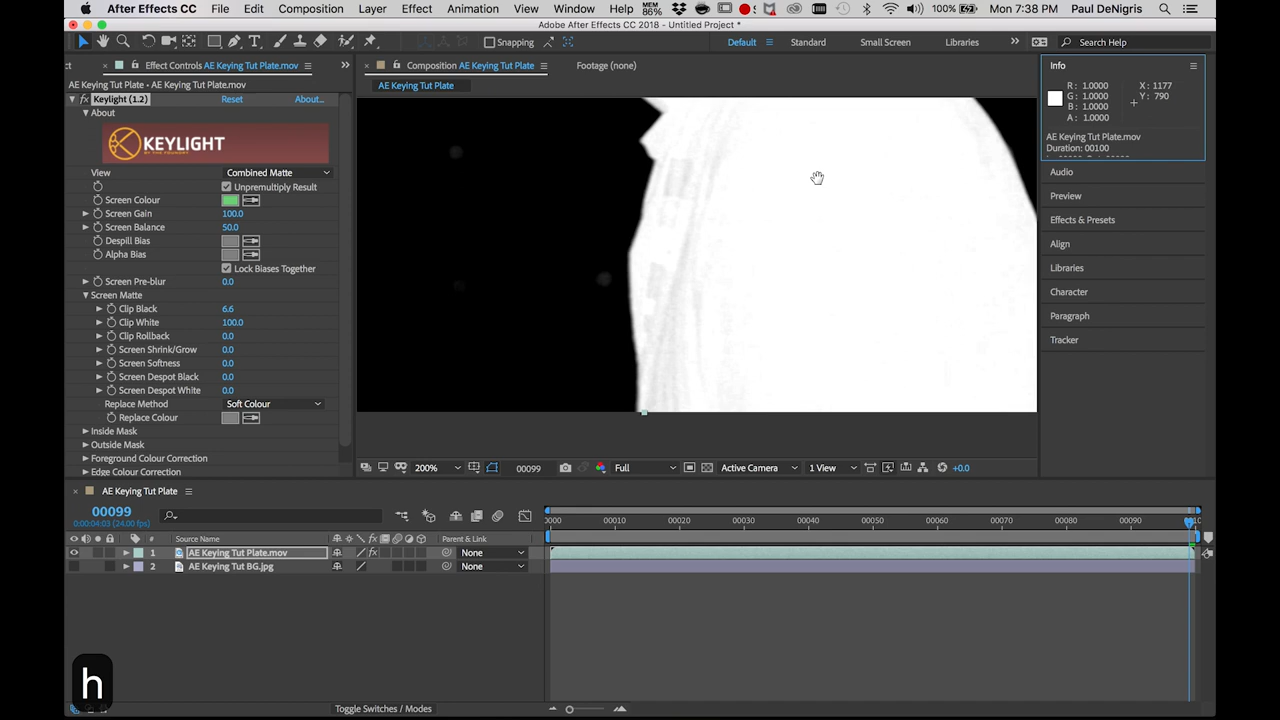 After Effects CC File Edit Composition Layer Effect Animation View Window Help MEM 86% 100% Mon 7:38 PM Paul DeNigris
Adobe After Effects CC 2018 - Untitled Project *
Snapping Default Standard Small Screen Libraries Search Help
ct Effect Controls AE Keying Tut Plate.mov
Composition AE Keying Tut Plate Footage (none)
Info
AE Keying Tut Plate • AE Keying Tut Plate.mov
AE Keying Tut Plate
R: 1.0000 X: 1177
G: 1.0000 Y: 790
B: 1.0000
A: 1.0000
AE Keying Tut Plate.mov
Duration: 00100
fx Keylight (1.2) Reset About...
About
KEYLIGHT
BY THE FOUNDRY
View Combined Matte
Unpremultiply Result
Screen Colour
Screen Gain 100.0
Screen Balance 50.0
Despill Bias
Alpha Bias
Lock Biases Together
Screen Pre-blur 0.0
Screen Matte
Clip Black 6.6
Clip White 100.0
Clip Rollback 0.0
Screen Shrink/Grow 0.0
Screen Softness 0.0
Screen Despot Black 0.0
Screen Despot White 0.0
Replace Method Soft Colour
Replace Colour
Inside Mask
Outside Mask
Foreground Colour Correction
Edge Colour Correction
Audio
Preview
Effects & Presets
Align
Libraries
Character
Paragraph
Tracker
200% 00099 Full Active Camera 1 View +0.0
AE Keying Tut Plate
00099
0:00:04:03 (24.00 fps)
0000 00010 00020 00030 00040 00050 00060 00070 00080 00090 0010
# Source Name Parent & Link
1 AE Keying Tut Plate.mov fx None
2 AE Keying Tut BG.jpg None
h
Toggle Switches / Modes